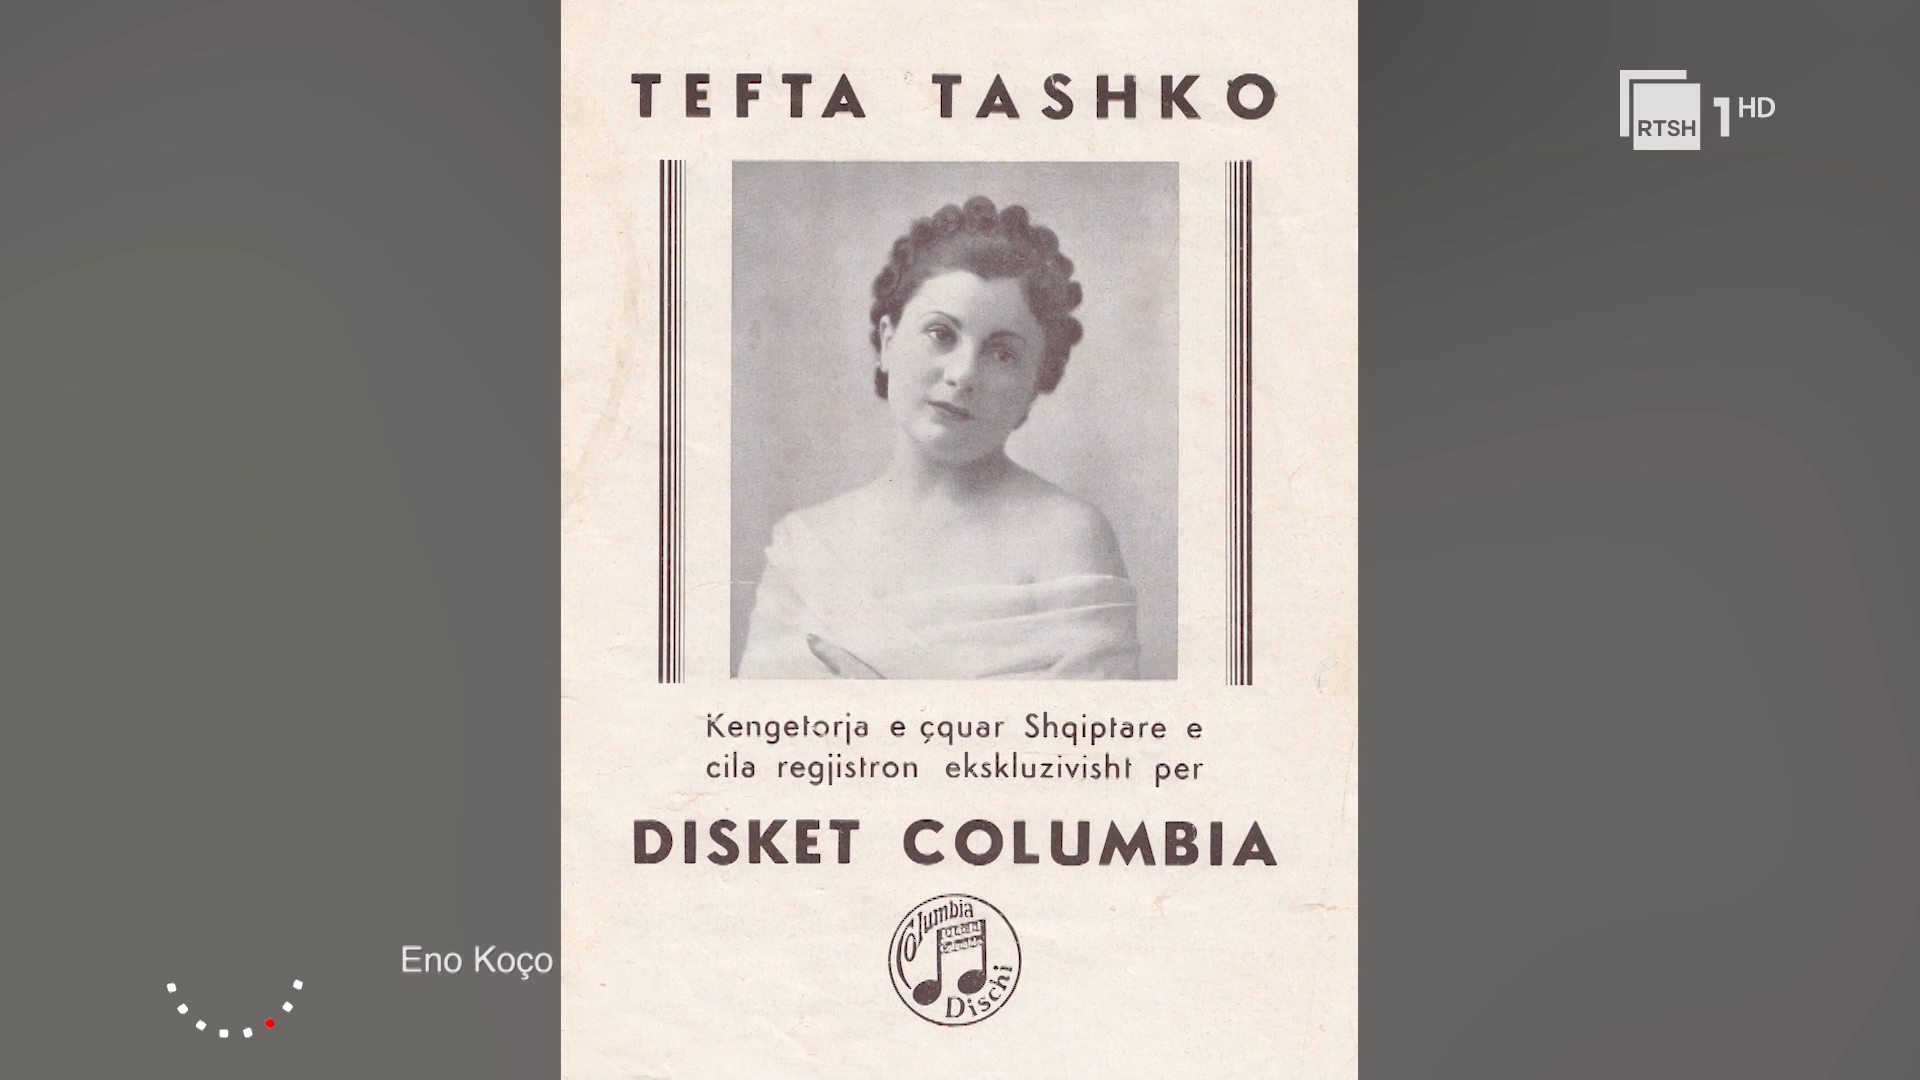 TEFTA TASHKO
RTSH 1 HD
Kengetorja e çquar Shqiptare e
cila regjistron ekskluzivisht per
DISKET COLUMBIA
Columbia
Dischi
Eno Koço